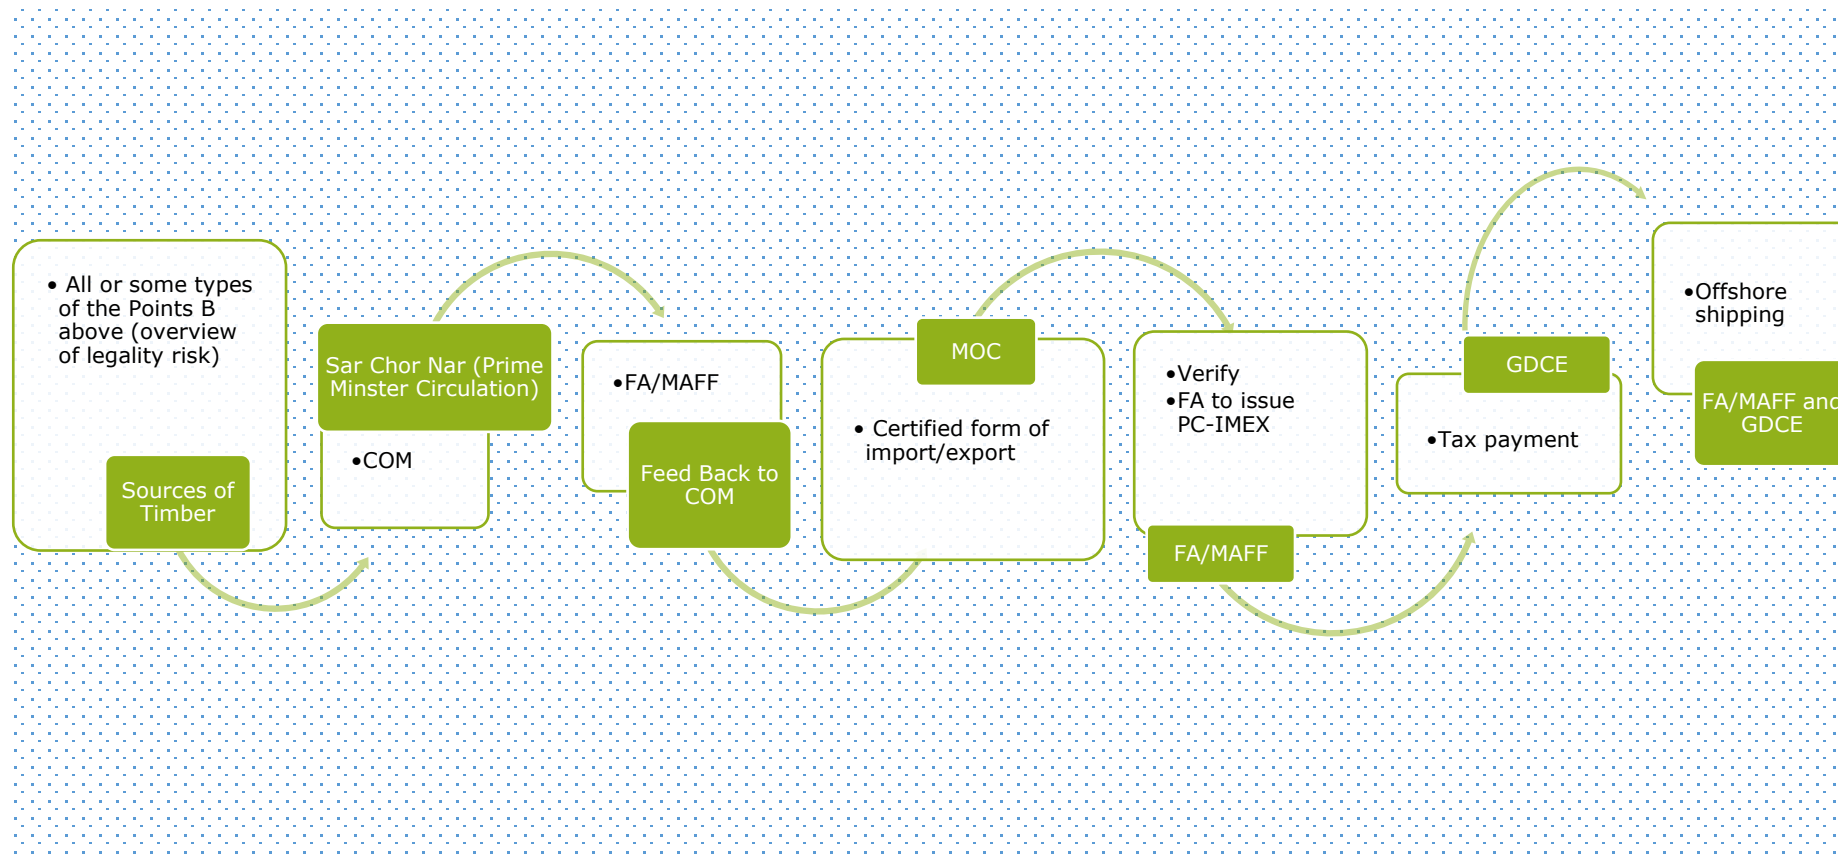 • All or some types
of the Points B
above (overview
of legality risk)
Sources of
Timber
Sar Chor Nar (Prime
Minster Circulation)
•COM
•FA/MAFF
Feed Back to
COM
MOC
• Certified form of
import/export
•Verify
•FA to issue
PC-IMEX
FA/MAFF
GDCE
•Tax payment
•Offshore
shipping
FA/MAFF and
GDCE